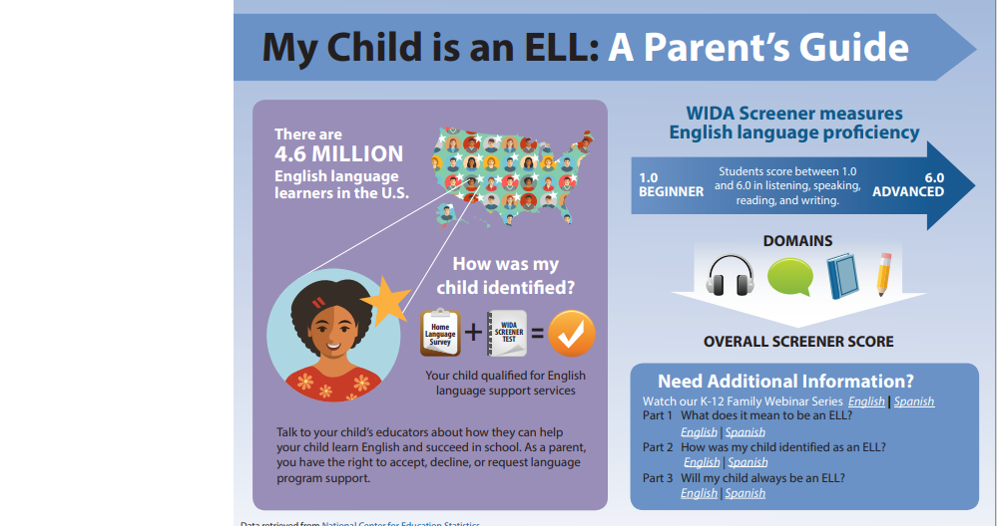 My Child is an ELL: A Parent's Guide
There are
4.6 MILLION
English language
learners in the U.S.
How was my
child identified?
Home
Language
Survey
+
WIDA
SCREENER
TEST
=
Your child qualified for English
language support services
Talk to your child's educators about how they can help
your child learn English and succeed in school. As a parent,
you have the right to accept, decline, or request language
program support.
WIDA Screener measures
English language proficiency
1.0
BEGINNER
Students score between 1.0
and 6.0 in listening, speaking,
reading, and writing.
6.0
ADVANCED
DOMAINS
OVERALL SCREENER SCORE
Need Additional Information?
Watch our K-12 Family Webinar Series English | Spanish
Part 1 What does it mean to be an ELL?
English | Spanish
Part 2 How was my child identified as an ELL?
English | Spanish
Part 3 Will my child always be an ELL?
English | Spanish
Data retrieved from National Center for Education Statistics